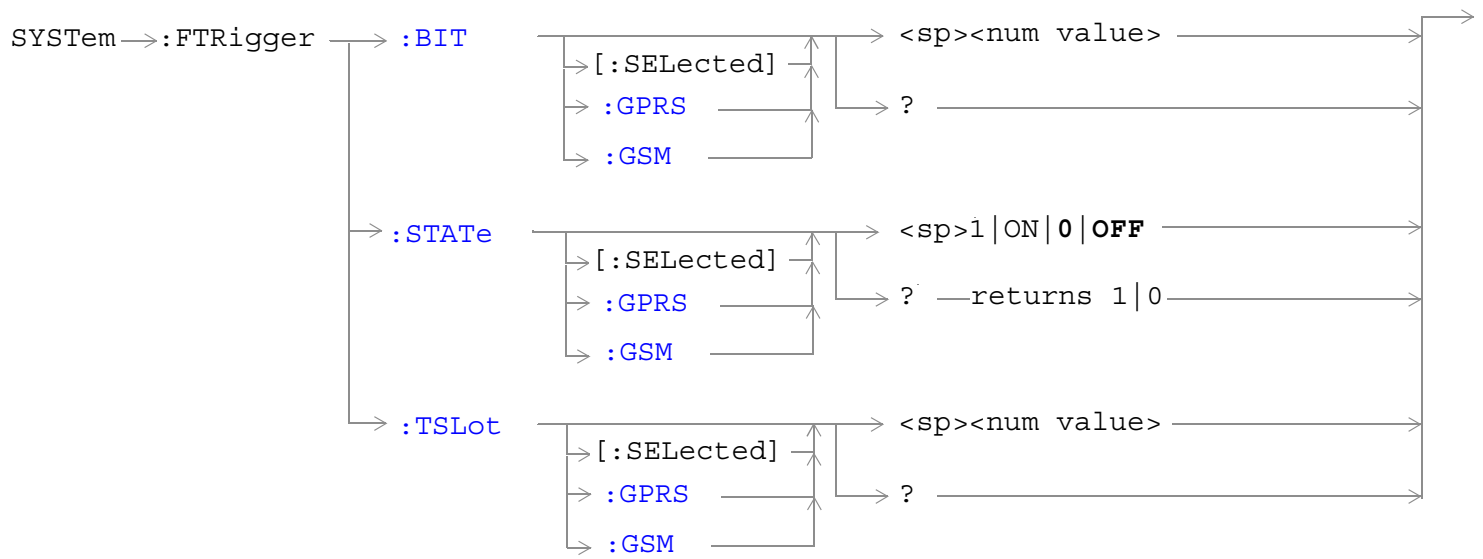 SYSTem :FTRigger :BIT <sp><num value>
[:SELected]
:GPRS ?
:GSM
:STATe <sp>1|ON|0|OFF
[:SELected]
:GPRS ? returns 1|0
:GSM
:TSLot <sp><num value>
[:SELected]
:GPRS ?
:GSM